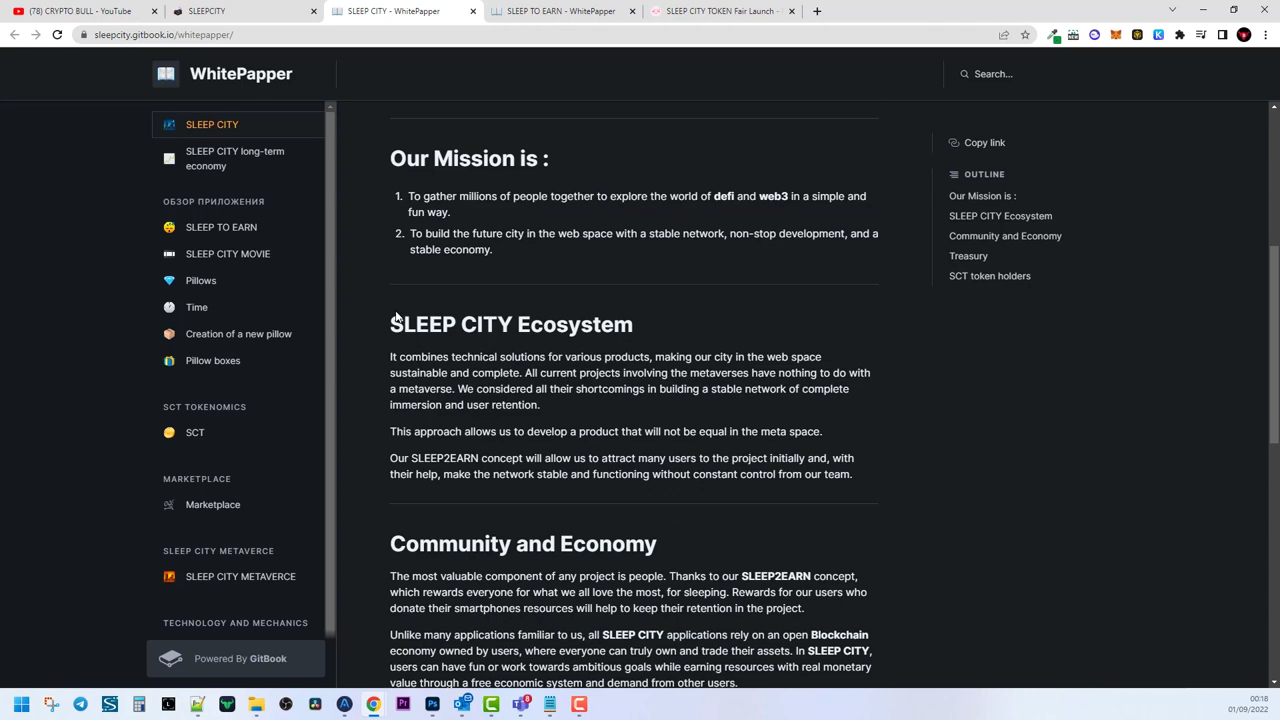 (78) CRYPTO BULL - YouTube
SLEEPCITY
SLEEP CITY - WhitePapper
SLEEP TO EARN - WhitePapper
SLEEP CITY TOKEN Fair Launch -
sleepcity.gitbook.io/whitepapper/
WhitePapper
Search...
SLEEP CITY
SLEEP CITY long-term
economy
ОБЗОР ПРИЛОЖЕНИЯ
SLEEP TO EARN
SLEEP CITY MOVIE
Pillows
Time
Creation of a new pillow
Pillow boxes
SCT TOKENOMICS
SCT
MARKETPLACE
Marketplace
SLEEP CITY METAVERCE
SLEEP CITY METAVERCE
TECHNOLOGY AND MECHANICS
Powered By GitBook
Our Mission is :
1. To gather millions of people together to explore the world of defi and web3 in a simple and
fun way.
2. To build the future city in the web space with a stable network, non-stop development, and a
stable economy.
SLEEP CITY Ecosystem
It combines technical solutions for various products, making our city in the web space
sustainable and complete. All current projects involving the metaverses have nothing to do with
a metaverse. We considered all their shortcomings in building a stable network of complete
immersion and user retention.
This approach allows us to develop a product that will not be equal in the meta space.
Our SLEEP2EARN concept will allow us to attract many users to the project initially and, with
their help, make the network stable and functioning without constant control from our team.
Community and Economy
The most valuable component of any project is people. Thanks to our SLEEP2EARN concept,
which rewards everyone for what we all love the most, for sleeping. Rewards for our users who
donate their smartphones resources will help to keep their retention in the project.
Unlike many applications familiar to us, all SLEEP CITY applications rely on an open Blockchain
economy owned by users, where everyone can truly own and trade their assets. In SLEEP CITY,
users can have fun or work towards ambitious goals while earning resources with real monetary
value through a free economic system and demand from other users.
Copy link
OUTLINE
Our Mission is :
SLEEP CITY Ecosystem
Community and Economy
Treasury
SCT token holders
00:18
01/09/2022